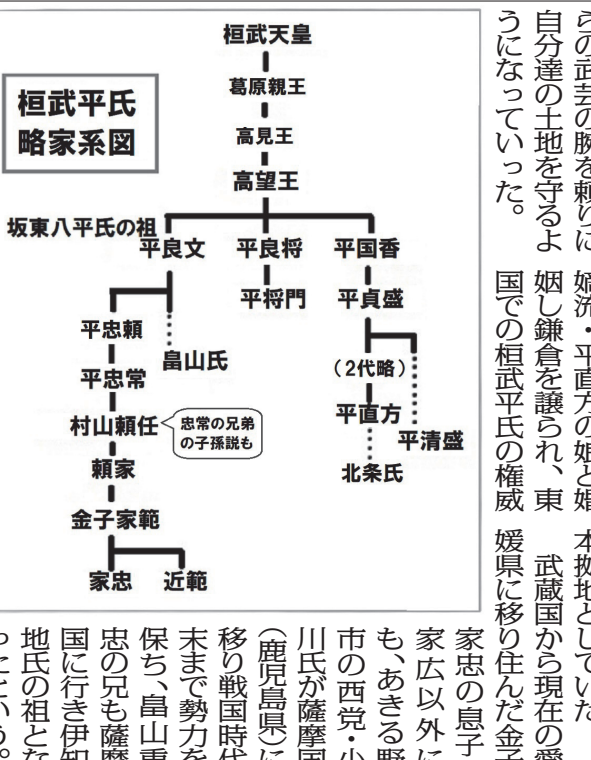 らの武芸の腕を頼りに
自分達の土地を守るよ
うになっていった。
嫡流・平直方の娘と婚
姻し鎌倉を譲られ、東
国での桓武平氏の権威
本拠地としていた
武蔵国から現在の愛
媛県に移り住んだ金子
家忠の息子
家広以外に
も、あきる野
市の西党・小
川氏が薩摩国
(鹿児島県)に
移り戦国時代
末まで勢力を
保ち、畠山重
忠の兄も薩摩
国に行き伊知
地氏の祖とな
ったという。
桓武平氏
略家系図
桓武天皇
葛原親王
高見王
高望王
坂東八平氏の祖
平良文
平良将
平国香
平将門
平貞盛
平忠頼
畠山氏
(2代略)
平忠常
平直方
平清盛
村山頼任
忠常の兄弟
の子孫説も
北条氏
頼家
金子家範
家忠
近範